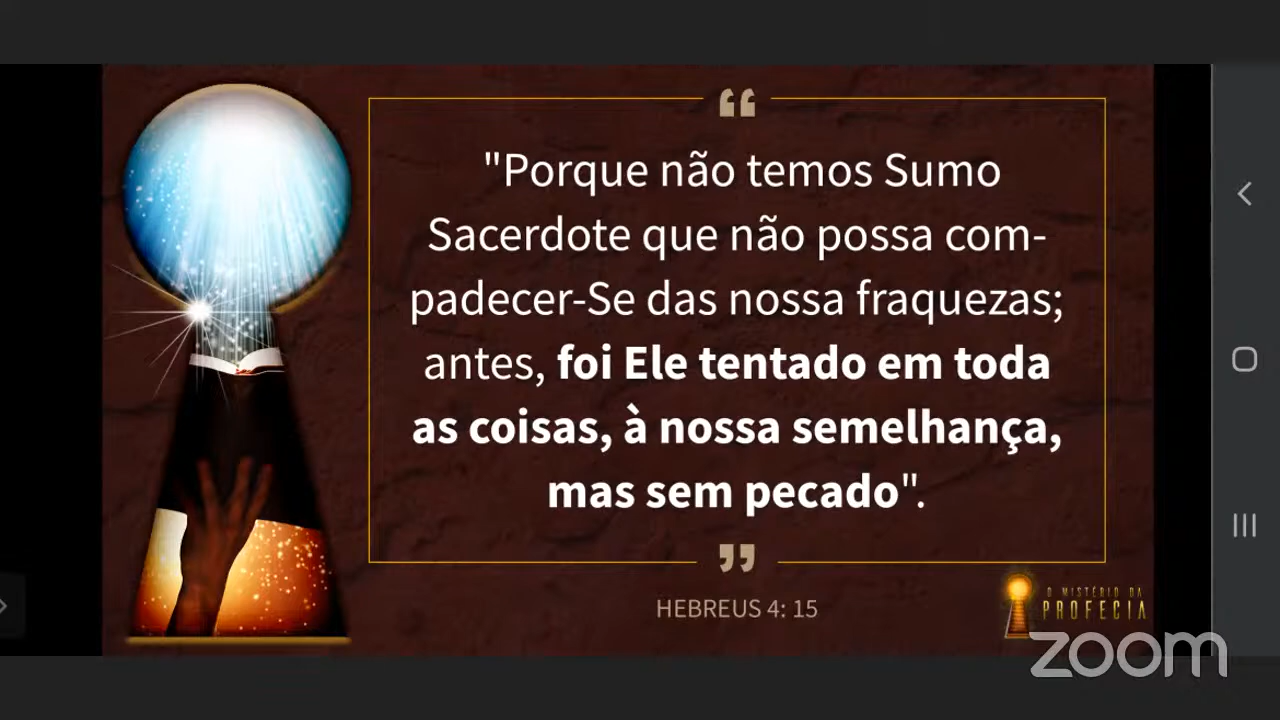 "Porque não temos Sumo
Sacerdote que não possa com-
padecer-Se das nossa fraquezas;
antes, foi Ele tentado em toda
as coisas, à nossa semelhança,
mas sem pecado".
HEBREUS 4: 15
O MISTÉRIO DA
PROFECIA
zoom